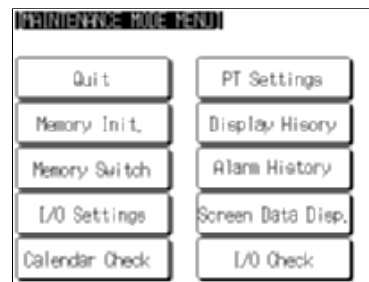 [MAINTENANCE MODE MENU]
Quit
PT Settings
Memory Init.
Display Hisory
Memory Switch
Alarm History
I/O Settings
Screen Data Disp.
Calendar Check
I/O Check